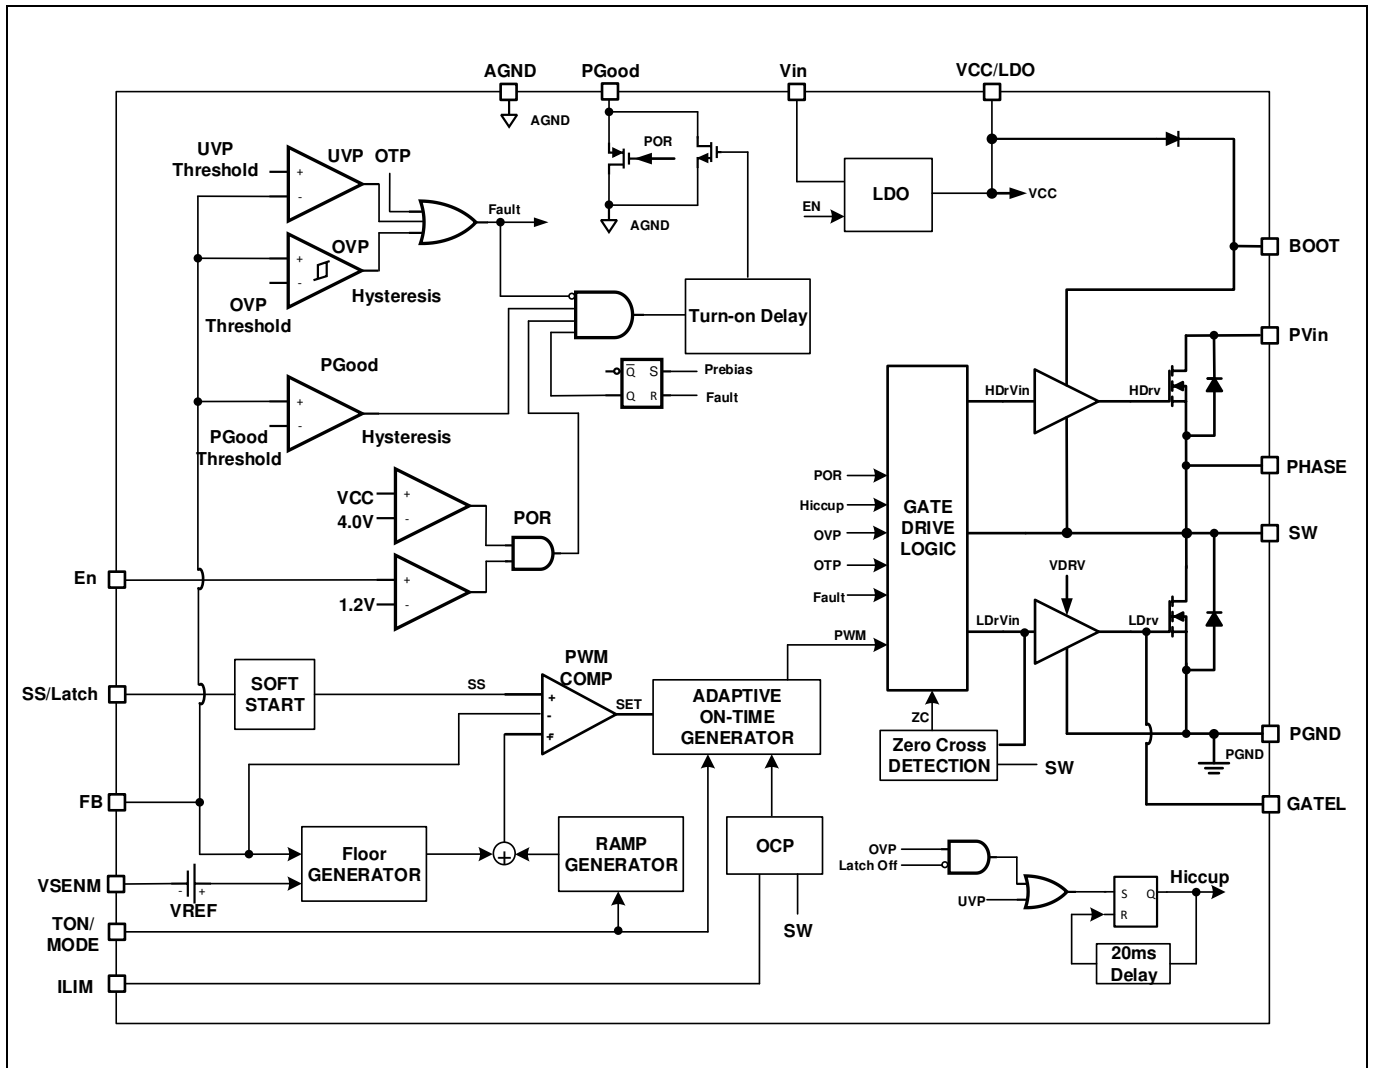 AGND
PGood
Vin
VCC/LDO
AGND
UVP
Threshold
UVP
OTP
+
-
Fault
POR
AGND
LDO
EN
VCC
BOOT
OVP
+
-
Hysteresis
OVP
Threshold
Turn-on Delay
PVin
PGood
+
-
Hysteresis
PGood
Threshold
Q
S
Q
R
Prebias
Fault
HDrVin
HDrv
PHASE
VCC
4.0V
+
-
POR
POR
Hiccup
OVP
OTP
Fault
PWM
GATE
DRIVE
LOGIC
SW
En
1.2V
+
-
VDRV
LDrVin
LDrv
SS/Latch
SOFT
START
SS
PWM
COMP
+
-
+
SET
ADAPTIVE
ON-TIME
GENERATOR
ZC
Zero Cross
DETECTION
SW
PGND
PGND
FB
GATEL
Floor
GENERATOR
+
RAMP
GENERATOR
OCP
SW
VSENM
-
+
VREF
TON/
MODE
ILIM
OVP
Latch Off
UVP
S
Q
R
Hiccup
20ms
Delay